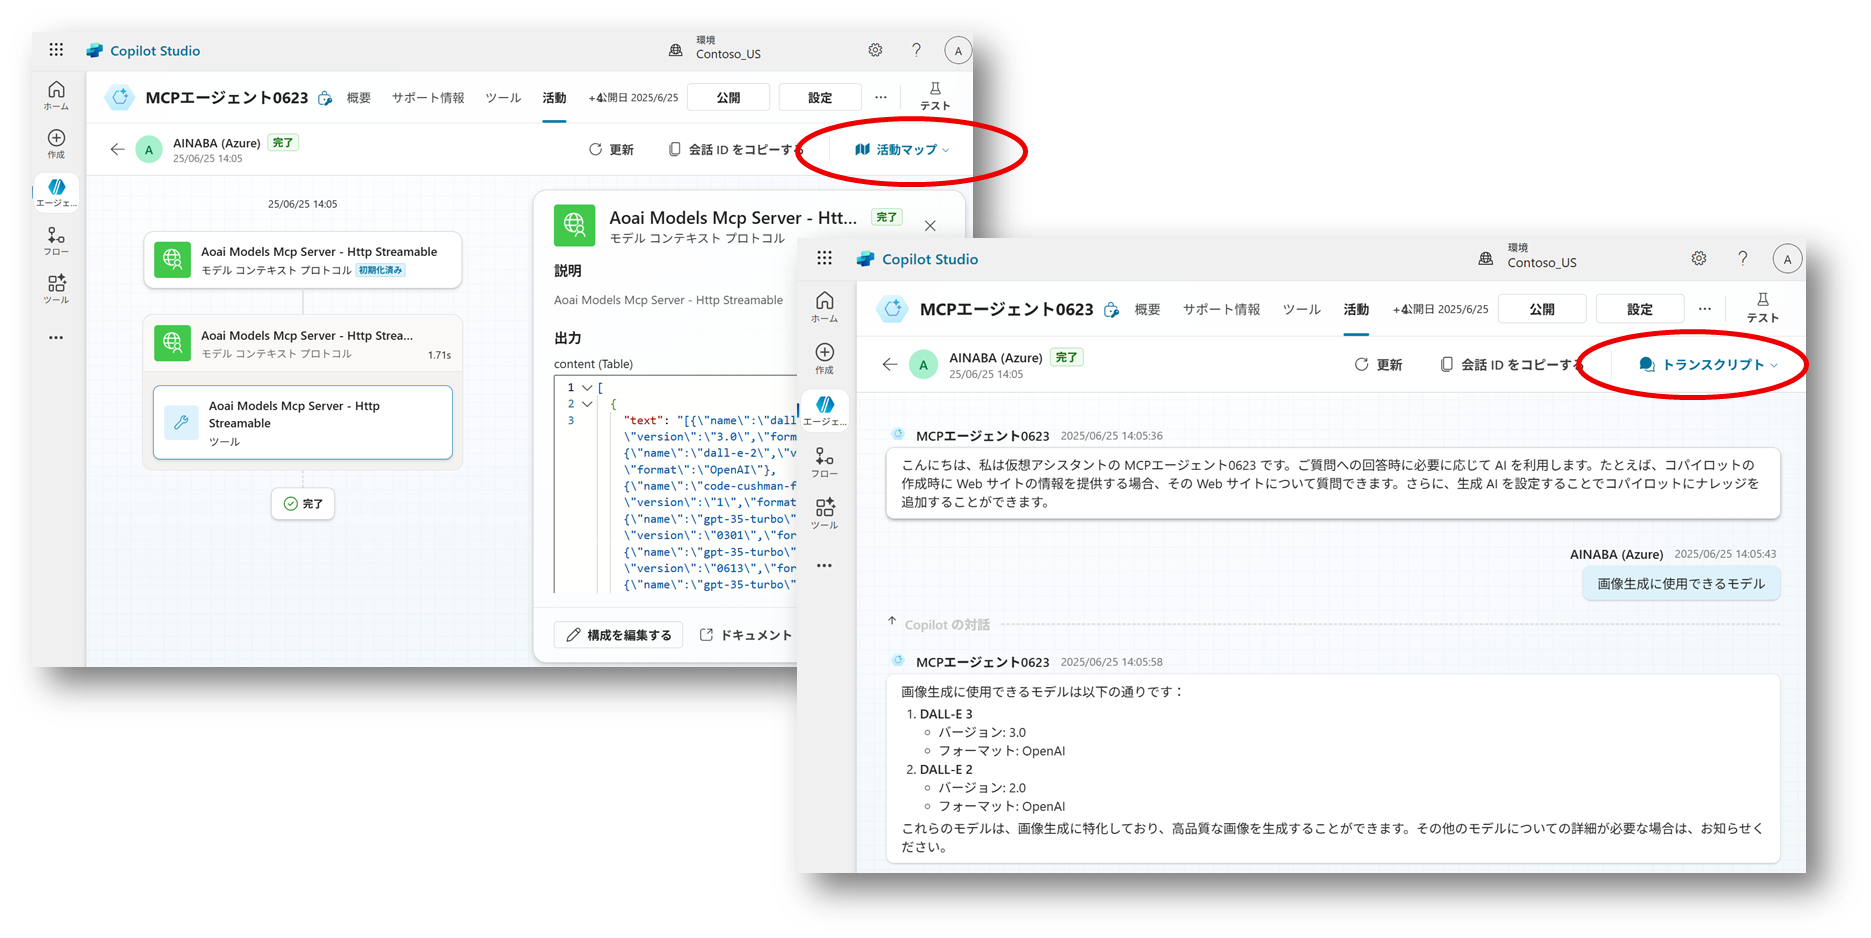 Copilot Studio
環境
Contoso_US
?
A
ホーム
作成
エージェ...
フロー
ツール
MCPエージェント0623
概要
サポート情報
ツール
活動
+4
公開日 2025/6/25
公開
設定
テスト
A
AINABA (Azure)
完了
25/06/25 14:05
更新
会話 ID をコピーする
活動マップ
25/06/25 14:05
Aoai Models Mcp Server - Http Streamable
モデル コンテキスト プロトコル
初期化済み
Aoai Models Mcp Server - Http Strea...
モデル コンテキスト プロトコル
1.71s
Aoai Models Mcp Server - Http
Streamable
ツール
完了
Aoai Models Mcp Server - Htt...
完了
モデル コンテキスト プロトコル
説明
Aoai Models Mcp Server - Http Streamable
出力
content (Table)
1 [
2 {
3 "text": "[{\"name\":\"dall
\"version\":\"3.0\",\"form
{\"name\":\"dall-e-2\",\"v
\"format\":\"OpenAI\"},
{\"name\":\"code-cushman-f
\"version\":\"1\",\"format
{\"name\":\"gpt-35-turbo\"
\"version\":\"0301\",\"for
{\"name\":\"gpt-35-turbo\"
\"version\":\"0613\",\"for
{\"name\":\"gpt-35-turbo\"
構成を編集する
ドキュメント
Copilot Studio
環境
Contoso_US
?
A
ホーム
作成
エージェ...
フロー
ツール
MCPエージェント0623
概要
サポート情報
ツール
活動
+4
公開日 2025/6/25
公開
設定
テスト
A
AINABA (Azure)
完了
25/06/25 14:05
更新
会話 ID をコピーする
トランスクリプト
MCPエージェント0623 2025/06/25 14:05:36
こんにちは、私は仮想アシスタントの MCPエージェント0623 です。ご質問への回答時に必要に応じて AI を利用します。たとえば、コパイロットの
作成時に Web サイトの情報を提供する場合、その Web サイトについて質問できます。さらに、生成 AI を設定することでコパイロットにナレッジを
追加することができます。
AINABA (Azure) 2025/06/25 14:05:43
画像生成に使用できるモデル
Copilot の対話
MCPエージェント0623 2025/06/25 14:05:58
画像生成に使用できるモデルは以下の通りです：
1. DALL-E 3
バージョン: 3.0
フォーマット: OpenAI
2. DALL-E 2
バージョン: 2.0
フォーマット: OpenAI
これらのモデルは、画像生成に特化しており、高品質な画像を生成することができます。その他のモデルについての詳細が必要な場合は、お知らせく
ださい。